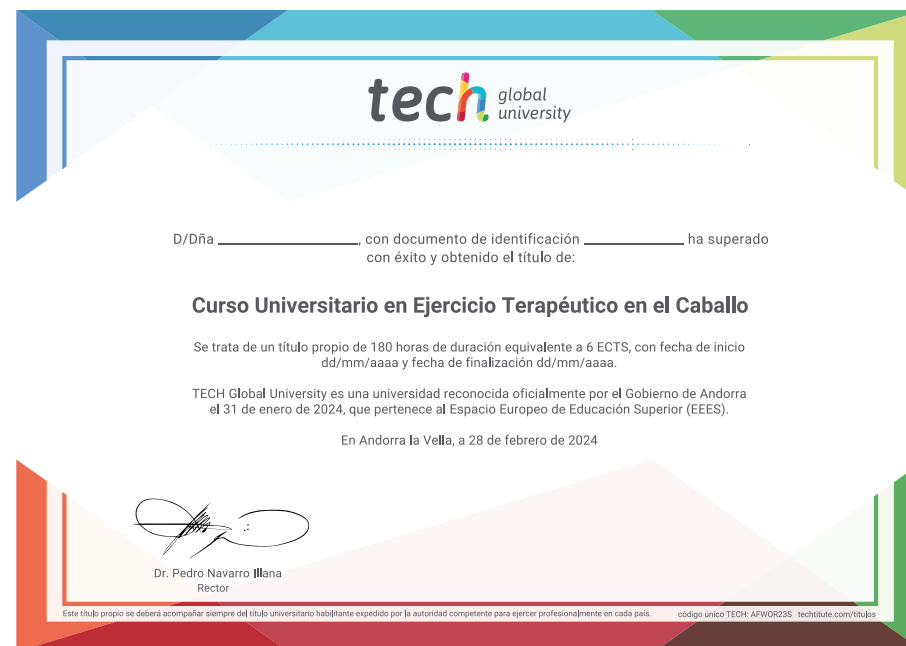 tech global university
D/Dña ______________, con documento de identificación __________ ha superado
con éxito y obtenido el título de:
Curso Universitario en Ejercicio Terapéutico en el Caballo
Se trata de un título propio de 180 horas de duración equivalente a 6 ECTS, con fecha de inicio
dd/mm/aaaa y fecha de finalización dd/mm/aaaa.
TECH Global University es una universidad reconocida oficialmente por el Gobierno de Andorra
el 31 de enero de 2024, que pertenece al Espacio Europeo de Educación Superior (EEES).
En Andorra la Vella, a 28 de febrero de 2024
Dr. Pedro Navarro Illana
Rector
Este título propio se deberá acompañar siempre del título universitario habilitante expedido por la autoridad competente para ejercer profesionalmente en cada país.
código único TECH: AFWOR23S techtitute.com/titulos